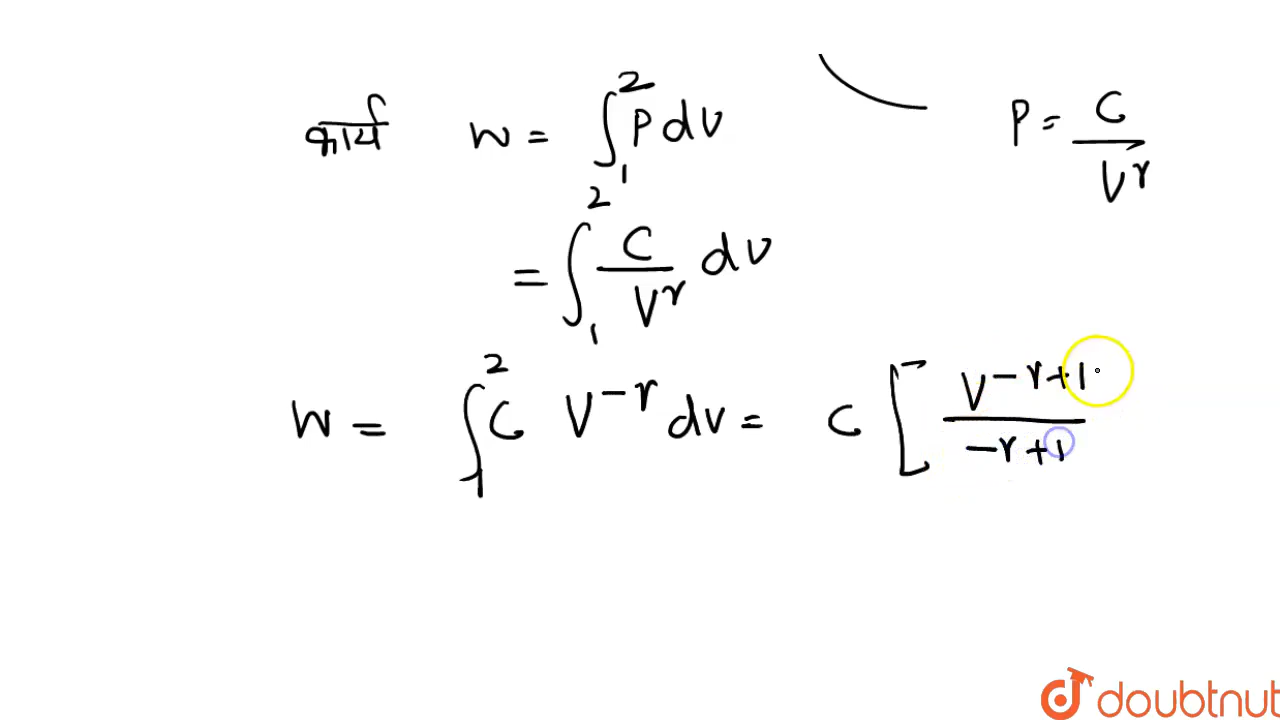 कार्य W = ∫₁² P dV
P = C / V^γ
= ∫₁² C / V^γ dV
W = ∫₁² C V^(-γ) dV = C [ V^(-γ+1) / (-γ+1)
doubtnut